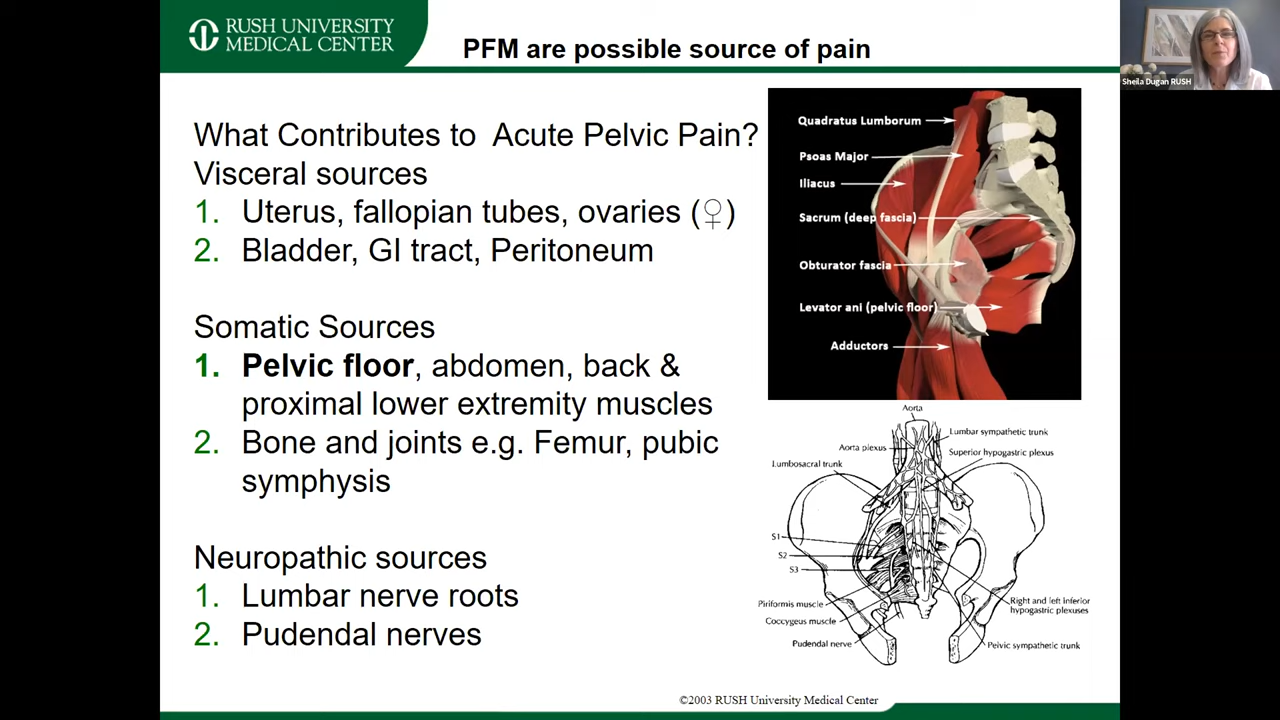 RUSH UNIVERSITY
MEDICAL CENTER
PFM are possible source of pain
Sheila Dugan RUSH
What Contributes to Acute Pelvic Pain?
Visceral sources
1. Uterus, fallopian tubes, ovaries (♀)
2. Bladder, GI tract, Peritoneum
Somatic Sources
1. Pelvic floor, abdomen, back &
proximal lower extremity muscles
2. Bone and joints e.g. Femur, pubic
symphysis
Neuropathic sources
1. Lumbar nerve roots
2. Pudendal nerves
Quadratus Lumborum
Psoas Major
Iliacus
Sacrum (deep fascia)
Obturator fascia
Levator ani (pelvic floor)
Adductors
Aorta
Lumbar sympathetic trunk
Aorta plexus
Superior hypogastric plexus
Lumbosacral trunk
S1
S2
S3
Piriformis muscle
Right and left inferior
hypogastric plexuses
Coccygeus muscle
Pudendal nerve
Pelvic sympathetic trunk
©2003 RUSH University Medical Center